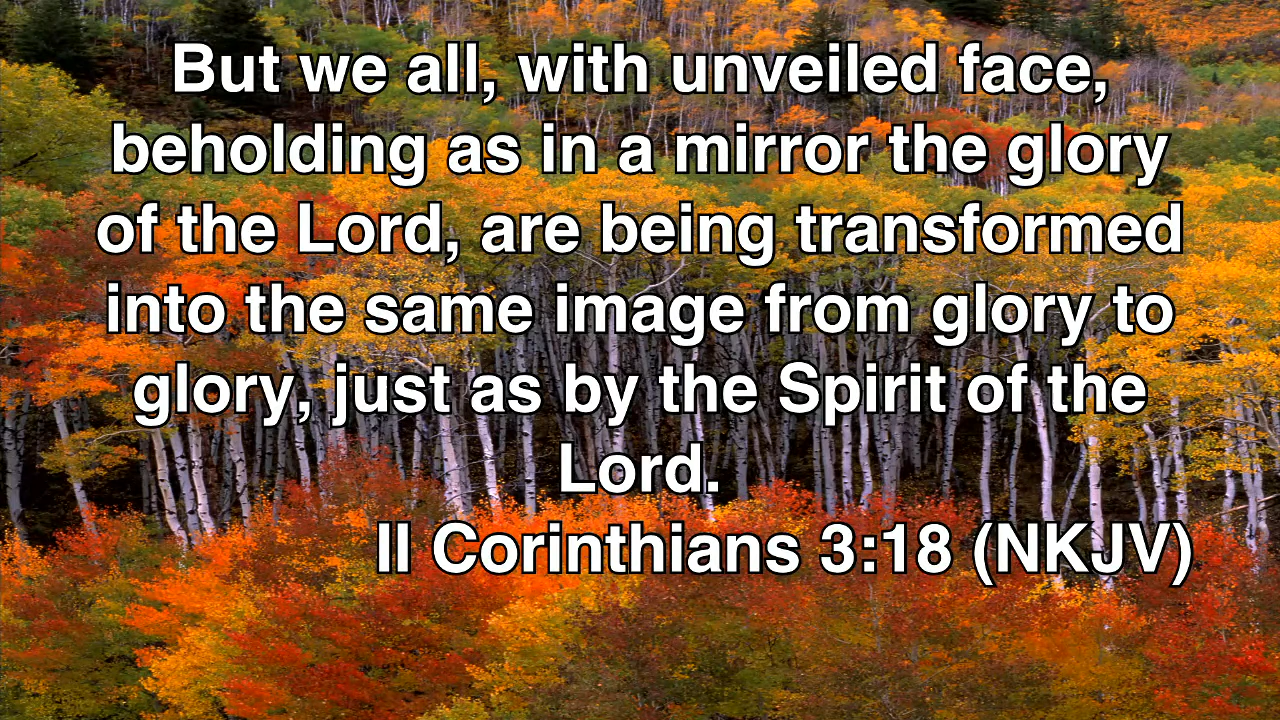 But we all, with unveiled face,
beholding as in a mirror the glory
of the Lord, are being transformed
into the same image from glory to
glory, just as by the Spirit of the
Lord.
II Corinthians 3:18 (NKJV)